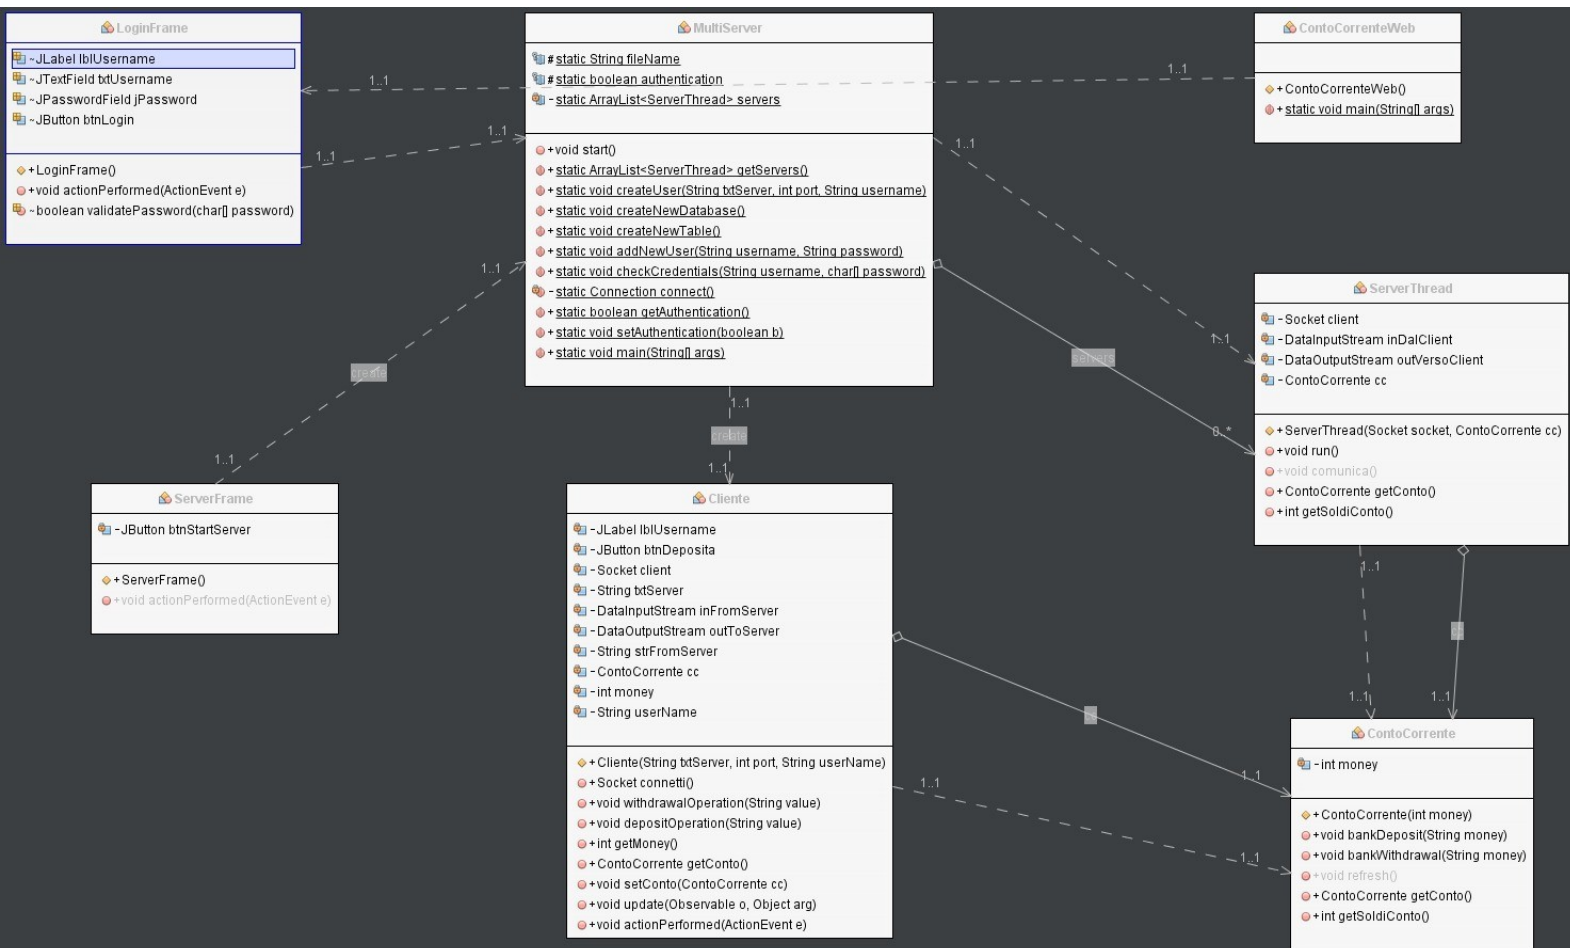 LoginFrame
~JLabel lblUsername
~JTextField txtUsername
~JPasswordField jPassword
~JButton btnLogin
+LoginFrame()
+void actionPerformed(ActionEvent e)
~boolean validatePassword(char[] password)
MultiServer
#static String fileName
#static boolean authentication
-static ArrayList<ServerThread> servers
+void start()
+static ArrayList<ServerThread> getServers()
+static void createUser(String txtServer, int port, String username)
+static void createNewDatabase()
+static void createNewTable()
+static void addNewUser(String username, String password)
+static void checkCredentials(String username, char[] password)
-static Connection connect()
+static boolean getAuthentication()
+static void setAuthentication(boolean b)
+static void main(String[] args)
ContoCorrenteWeb
+ContoCorrenteWeb()
+static void main(String[] args)
1..1
1..1
1..1
1..1
1..1
1..1
servers
0..*
1..1
create
1..1
1..1
create
1..1
ServerThread
-Socket client
-DataInputStream inDalClient
-DataOutputStream outVersoClient
-ContoCorrente cc
+ServerThread(Socket socket, ContoCorrente cc)
+void run()
+void comunica()
+ContoCorrente getConto()
+int getSoldiConto()
ServerFrame
-JButton btnStartServer
+ServerFrame()
+void actionPerformed(ActionEvent e)
Cliente
-JLabel lblUsername
-JButton btnDeposita
-Socket client
-String txtServer
-DataInputStream inFromServer
-DataOutputStream outToServer
-String strFromServer
-ContoCorrente cc
-int money
-String userName
+Cliente(String txtServer, int port, String userName)
+Socket connetti()
+void withdrawalOperation(String value)
+void depositOperation(String value)
+int getMoney()
+ContoCorrente getConto()
+void setConto(ContoCorrente cc)
+void update(Observable o, Object arg)
+void actionPerformed(ActionEvent e)
1..1
cc
1..1
1..1
cc
1..1
1..1
1..1
ContoCorrente
-int money
+ContoCorrente(int money)
+void bankDeposit(String money)
+void bankWithdrawal(String money)
+void refresh()
+ContoCorrente getConto()
+int getSoldiConto()